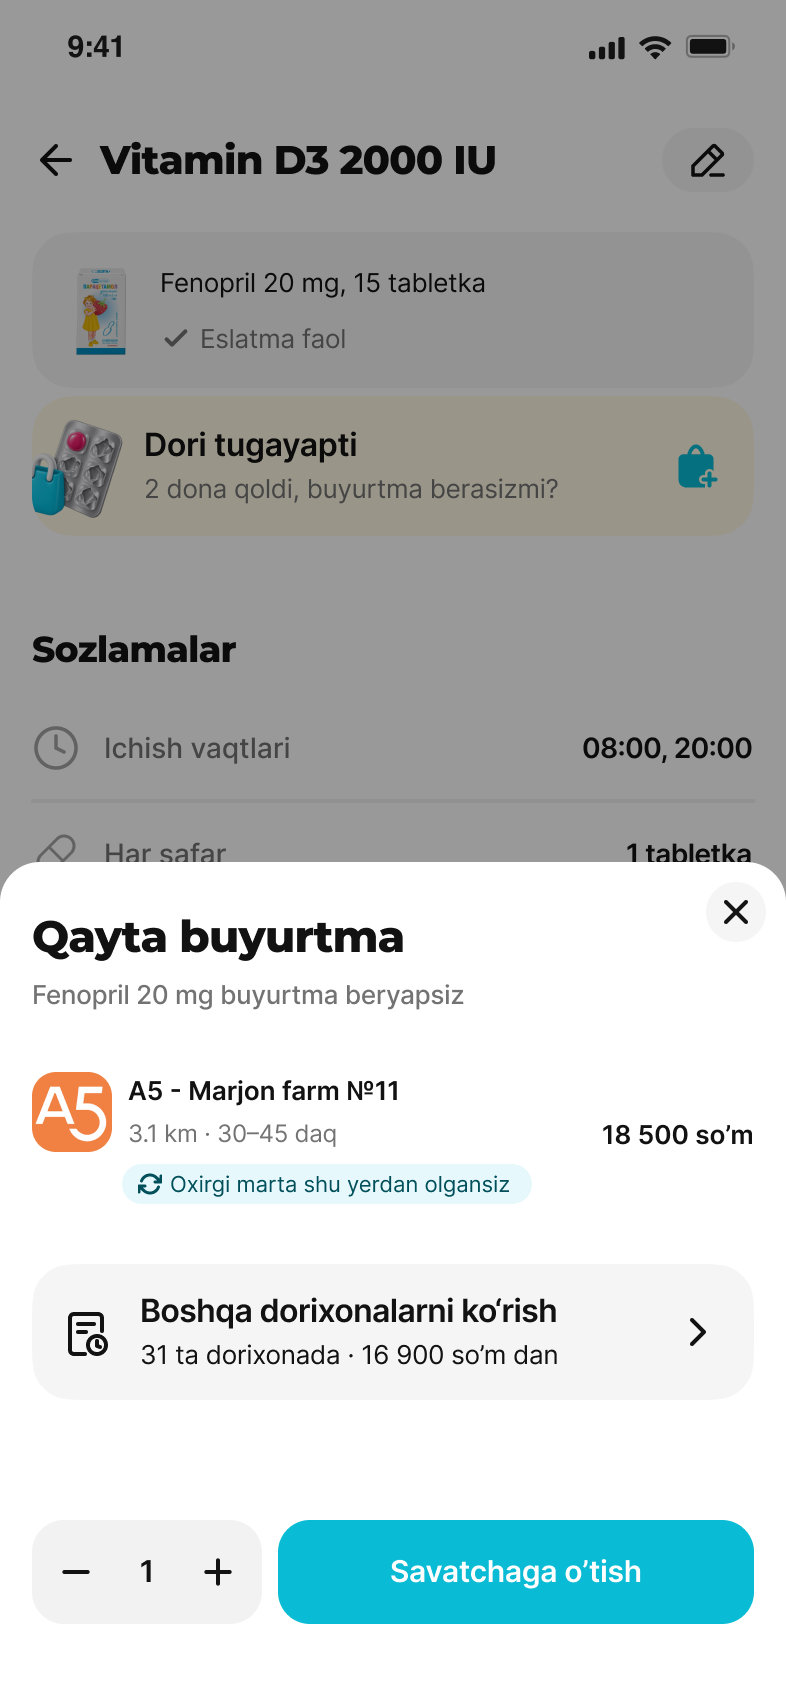 9:41
Vitamin D3 2000 IU
Fenopril 20 mg, 15 tabletka
Eslatma faol
Dori tugayapti
2 dona qoldi, buyurtma berasizmi?
Sozlamalar
Ichish vaqtlari 08:00, 20:00
Har safar 1 tabletka
Qayta buyurtma
Fenopril 20 mg buyurtma beryapsiz
A5
A5 - Marjon farm №11
3.1 km · 30–45 daq 18 500 so’m
Oxirgi marta shu yerdan olgansiz
Boshqa dorixonalarni ko‘rish
31 ta dorixonada · 16 900 so’m dan
1
Savatchaga o’tish